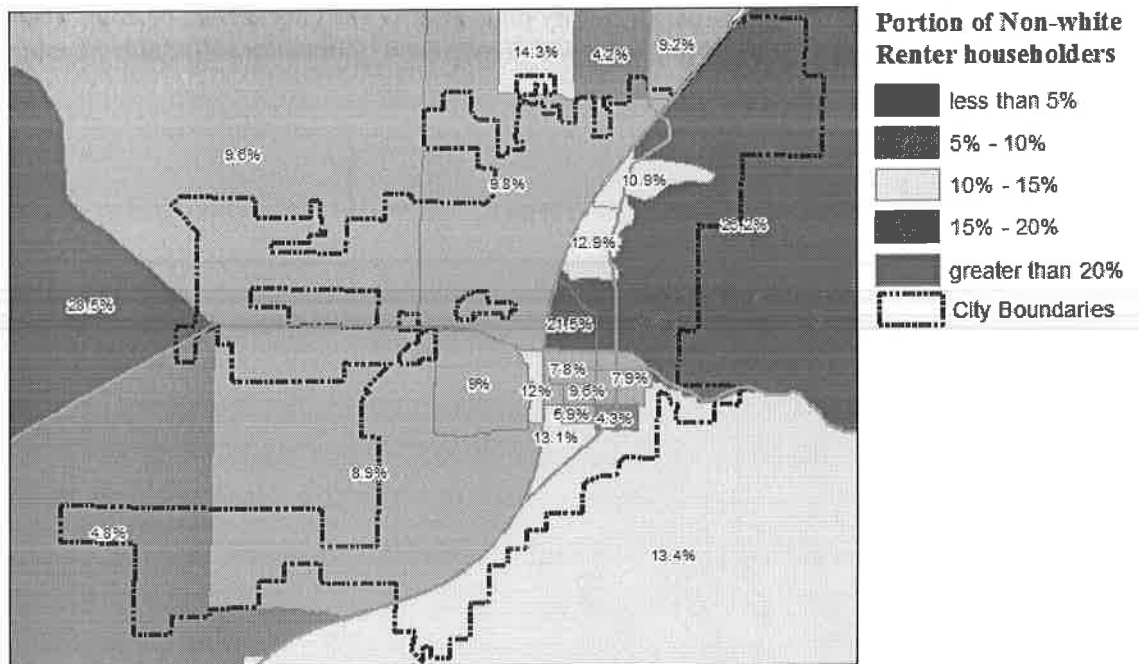 Portion of Non-white
Renter householders
less than 5%
5% - 10%
10% - 15%
15% - 20%
greater than 20%
City Boundaries
14.3%
4.2%
9.2%
9.6%
9.8%
10.9%
12.9%
28.5%
21.5%
7.8%
9%
12%
9.6%
7.9%
6.9%
4.3%
13.1%
8.9%
4.8%
13.4%